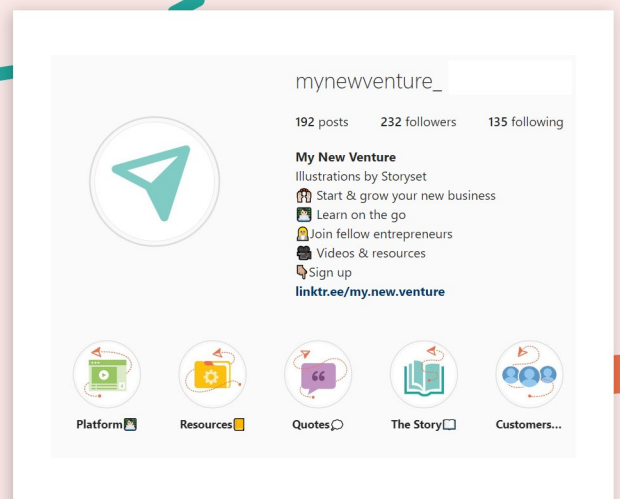 mynewventure_
192 posts 232 followers 135 following
My New Venture
Illustrations by Storyset
Start & grow your new business
Learn on the go
Join fellow entrepreneurs
Videos & resources
Sign up
linktr.ee/my.new.venture
Platform Resources Quotes The Story Customers...